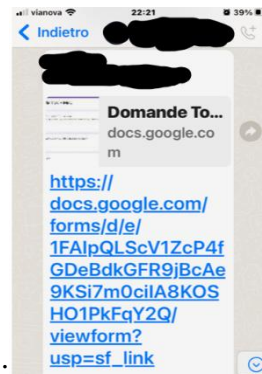 vianova 22:21 39%
Indietro
Domande To...
docs.google.co
m
https://
docs.google.com/
forms/d/e/
1FAIpQLScV1ZcP4f
GDeBdkGFR9jBcAe
9KSi7m0cilA8KOS
HO1PkFqY2Q/
viewform?
usp=sf_link